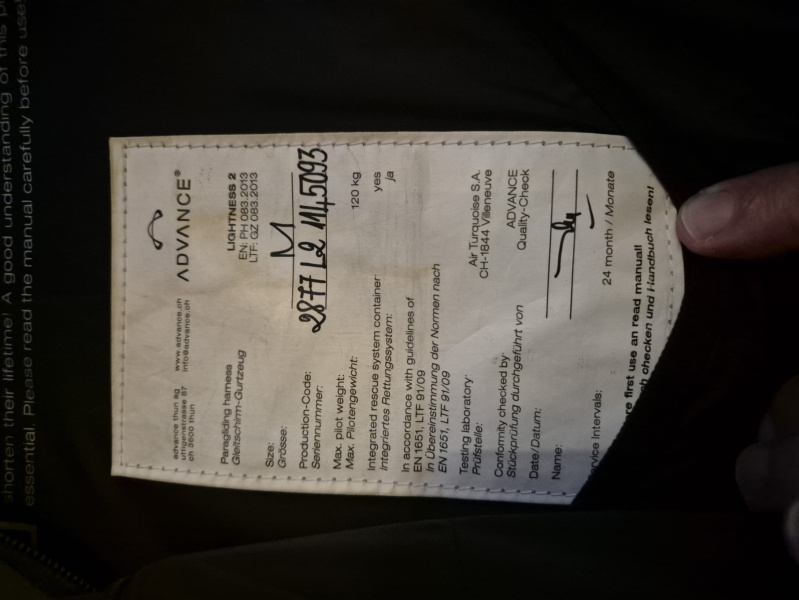 shorten their lifetime! A good understanding of this
essential. Please read the manual carefully before use
advance thun ag
uttigenstrasse 87
ch 3600 thun
www.advance.ch
info@advance.ch
ADVANCE®
Paragliding harness
Gleitschirm-Gurtzeug
LIGHTNESS 2
EN: PH 083.2013
LTF: GZ 083.2013
Size: M
Grösse:
Production-Code: 2877 L2 M4,5093
Seriennummer:
Max. pilot weight: 120 kg
Max. Pilotengewicht:
Integrated rescue system container: yes
Integriertes Rettungssystem: ja
In accordance with guidelines of
EN 1651, LTF 91/09
In Übereinstimmung der Normen nach
EN 1651, LTF 91/09
Testing laboratory: Air Turquoise S.A.
Prüfstelle: CH-1844 Villeneuve
Conformity checked by: ADVANCE
Stückprüfung durchgeführt von Quality-Check
Date/Datum:
Name:
Service Intervals: 24 month / Monate
re first use an read manual!
ch checken und Handbuch lesen!